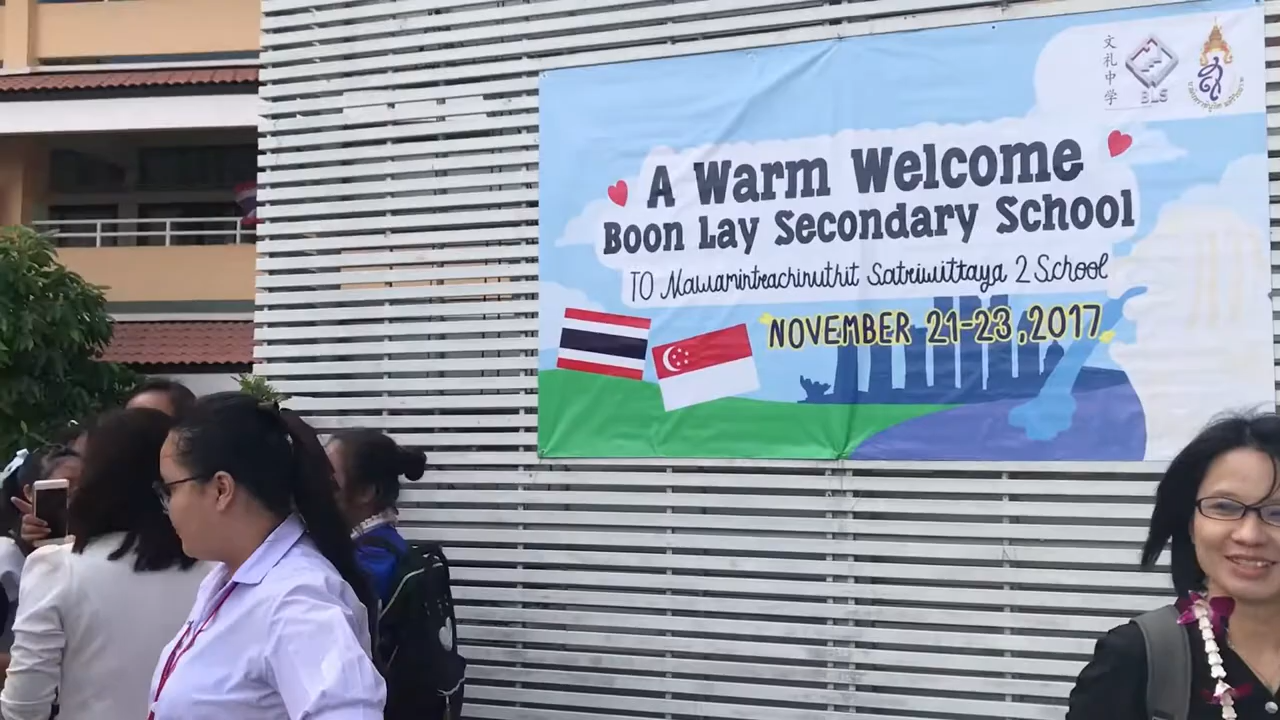 文礼中学
BLS
A Warm Welcome
Boon Lay Secondary School
TO Nawamintrachinuthit Satriwittaya 2 School
NOVEMBER 21-23, 2017